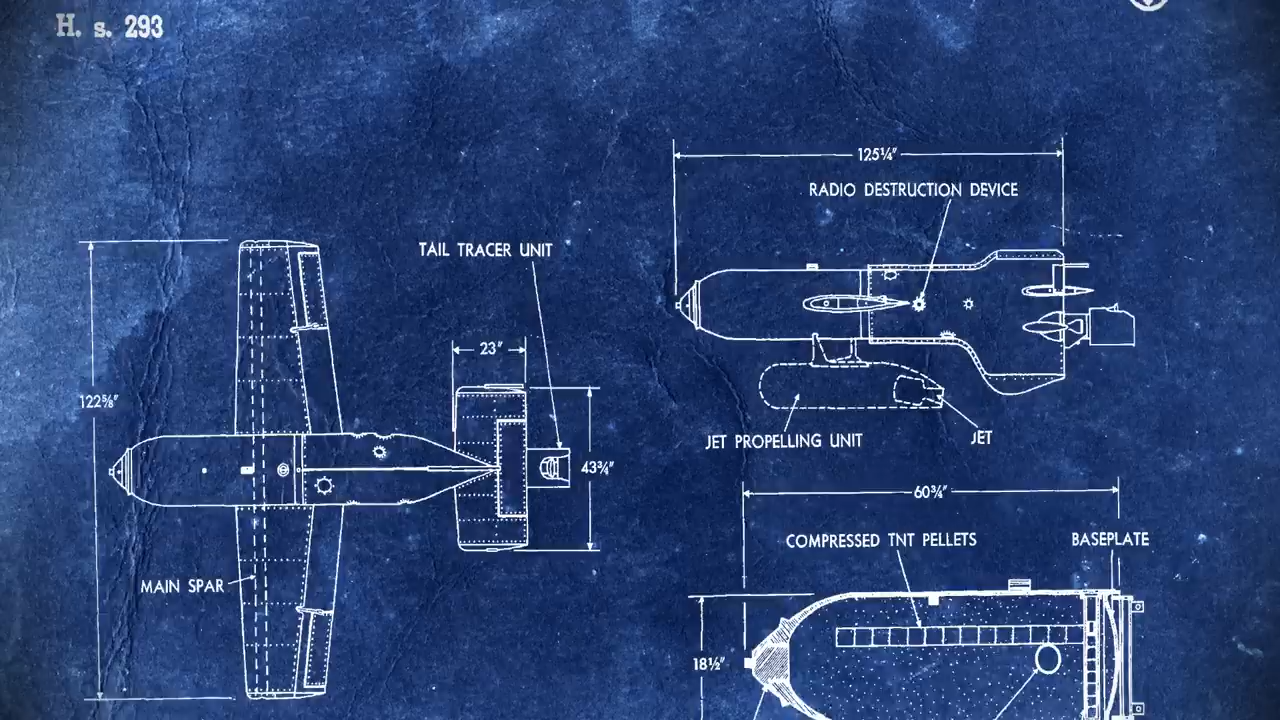 H. s. 293
125¼"
RADIO DESTRUCTION DEVICE
TAIL TRACER UNIT
23"
122⅝"
JET PROPELLING UNIT
JET
43¾"
60¾"
COMPRESSED TNT PELLETS
BASEPLATE
MAIN SPAR
18½"